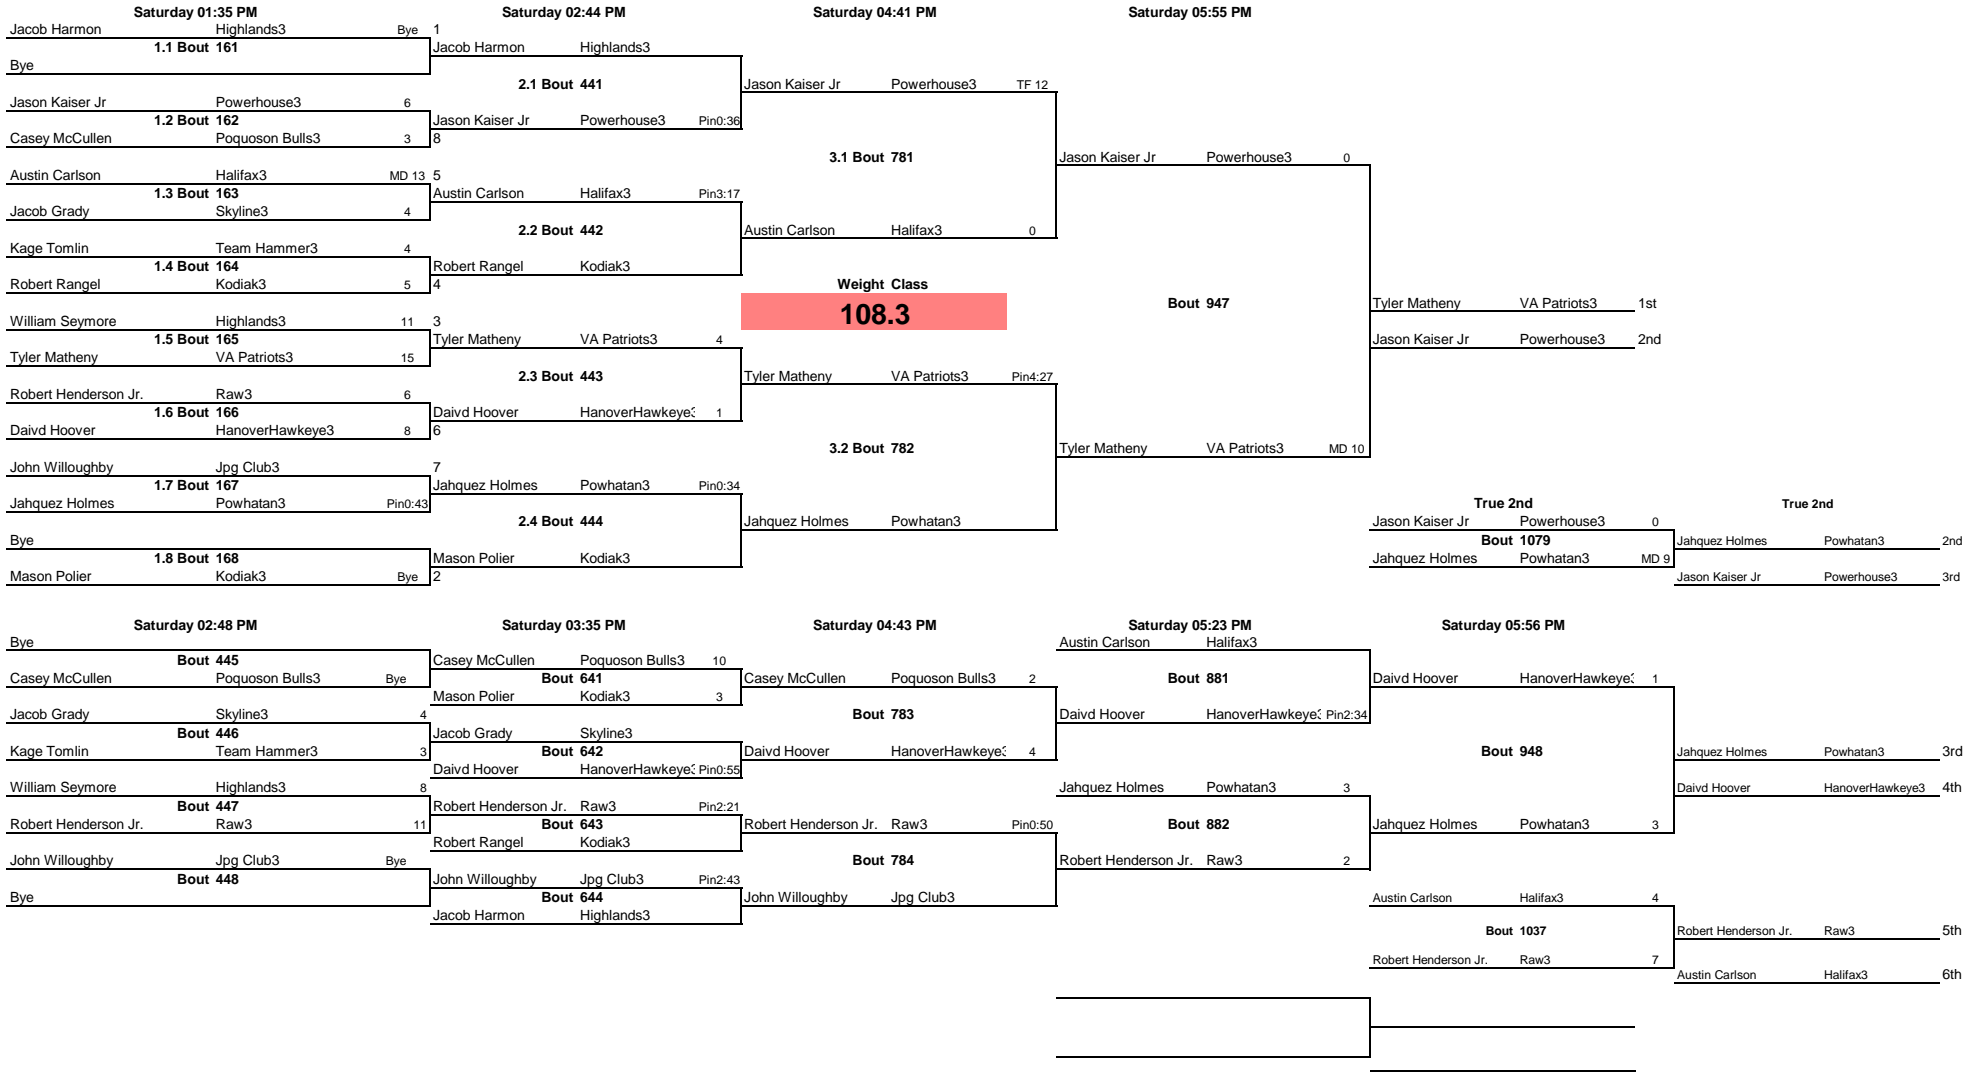 Saturday 01:35 PM Saturday 02:44 PM Saturday 04:41 PM Saturday 05:55 PM
Jacob Harmon Highlands3 Bye 1
1.1 Bout 161 Jacob Harmon Highlands3
Bye
2.1 Bout 441 Jason Kaiser Jr Powerhouse3 TF 12
Jason Kaiser Jr Powerhouse3 6
1.2 Bout 162 Jason Kaiser Jr Powerhouse3 Pin0:36
Casey McCullen Poquoson Bulls3 3 8
3.1 Bout 781 Jason Kaiser Jr Powerhouse3 0
Austin Carlson Halifax3 MD 13 5
1.3 Bout 163 Austin Carlson Halifax3 Pin3:17
Jacob Grady Skyline3 4
2.2 Bout 442 Austin Carlson Halifax3 0
Kage Tomlin Team Hammer3 4
1.4 Bout 164 Robert Rangel Kodiak3
Robert Rangel Kodiak3 5 4 Weight Class
108.3
Bout 947 Tyler Matheny VA Patriots3 1st
William Seymore Highlands3 11 3
1.5 Bout 165 Tyler Matheny VA Patriots3 4 Jason Kaiser Jr Powerhouse3 2nd
Tyler Matheny VA Patriots3 15
2.3 Bout 443 Tyler Matheny VA Patriots3 Pin4:27
Robert Henderson Jr. Raw3 6
1.6 Bout 166 Daivd Hoover HanoverHawkeye3 1
Daivd Hoover HanoverHawkeye3 8 6
3.2 Bout 782 Tyler Matheny VA Patriots3 MD 10
John Willoughby Jpg Club3 7
1.7 Bout 167 Jahquez Holmes Powhatan3 Pin0:34
Jahquez Holmes Powhatan3 Pin0:43 True 2nd True 2nd
2.4 Bout 444 Jahquez Holmes Powhatan3 Jason Kaiser Jr Powerhouse3 0
Bye Bout 1079 Jahquez Holmes Powhatan3 2nd
1.8 Bout 168 Mason Polier Kodiak3 Jahquez Holmes Powhatan3 MD 9
Mason Polier Kodiak3 Bye 2 Jason Kaiser Jr Powerhouse3 3rd
Saturday 02:48 PM Saturday 03:35 PM Saturday 04:43 PM Saturday 05:23 PM Saturday 05:56 PM
Bye Austin Carlson Halifax3
Bout 445 Casey McCullen Poquoson Bulls3 10
Casey McCullen Poquoson Bulls3 Bye Bout 641 Casey McCullen Poquoson Bulls3 2 Bout 881 Daivd Hoover HanoverHawkeye3 1
Mason Polier Kodiak3 3
Jacob Grady Skyline3 4 Bout 783 Daivd Hoover HanoverHawkeye3 Pin2:34
Bout 446 Jacob Grady Skyline3
Kage Tomlin Team Hammer3 3 Bout 642 Daivd Hoover HanoverHawkeye3 4 Bout 948 Jahquez Holmes Powhatan3 3rd
Daivd Hoover HanoverHawkeye3 Pin0:55
William Seymore Highlands3 8 Jahquez Holmes Powhatan3 3 Daivd Hoover HanoverHawkeye3 4th
Bout 447 Robert Henderson Jr. Raw3 Pin2:21
Robert Henderson Jr. Raw3 11 Bout 643 Robert Henderson Jr. Raw3 Pin0:50 Bout 882 Jahquez Holmes Powhatan3 3
Robert Rangel Kodiak3
John Willoughby Jpg Club3 Bye Bout 784 Robert Henderson Jr. Raw3 2
Bout 448 John Willoughby Jpg Club3 Pin2:43
Bye Bout 644 John Willoughby Jpg Club3 Austin Carlson Halifax3 4
Jacob Harmon Highlands3
Bout 1037 Robert Henderson Jr. Raw3 5th
Robert Henderson Jr. Raw3 7
Austin Carlson Halifax3 6th